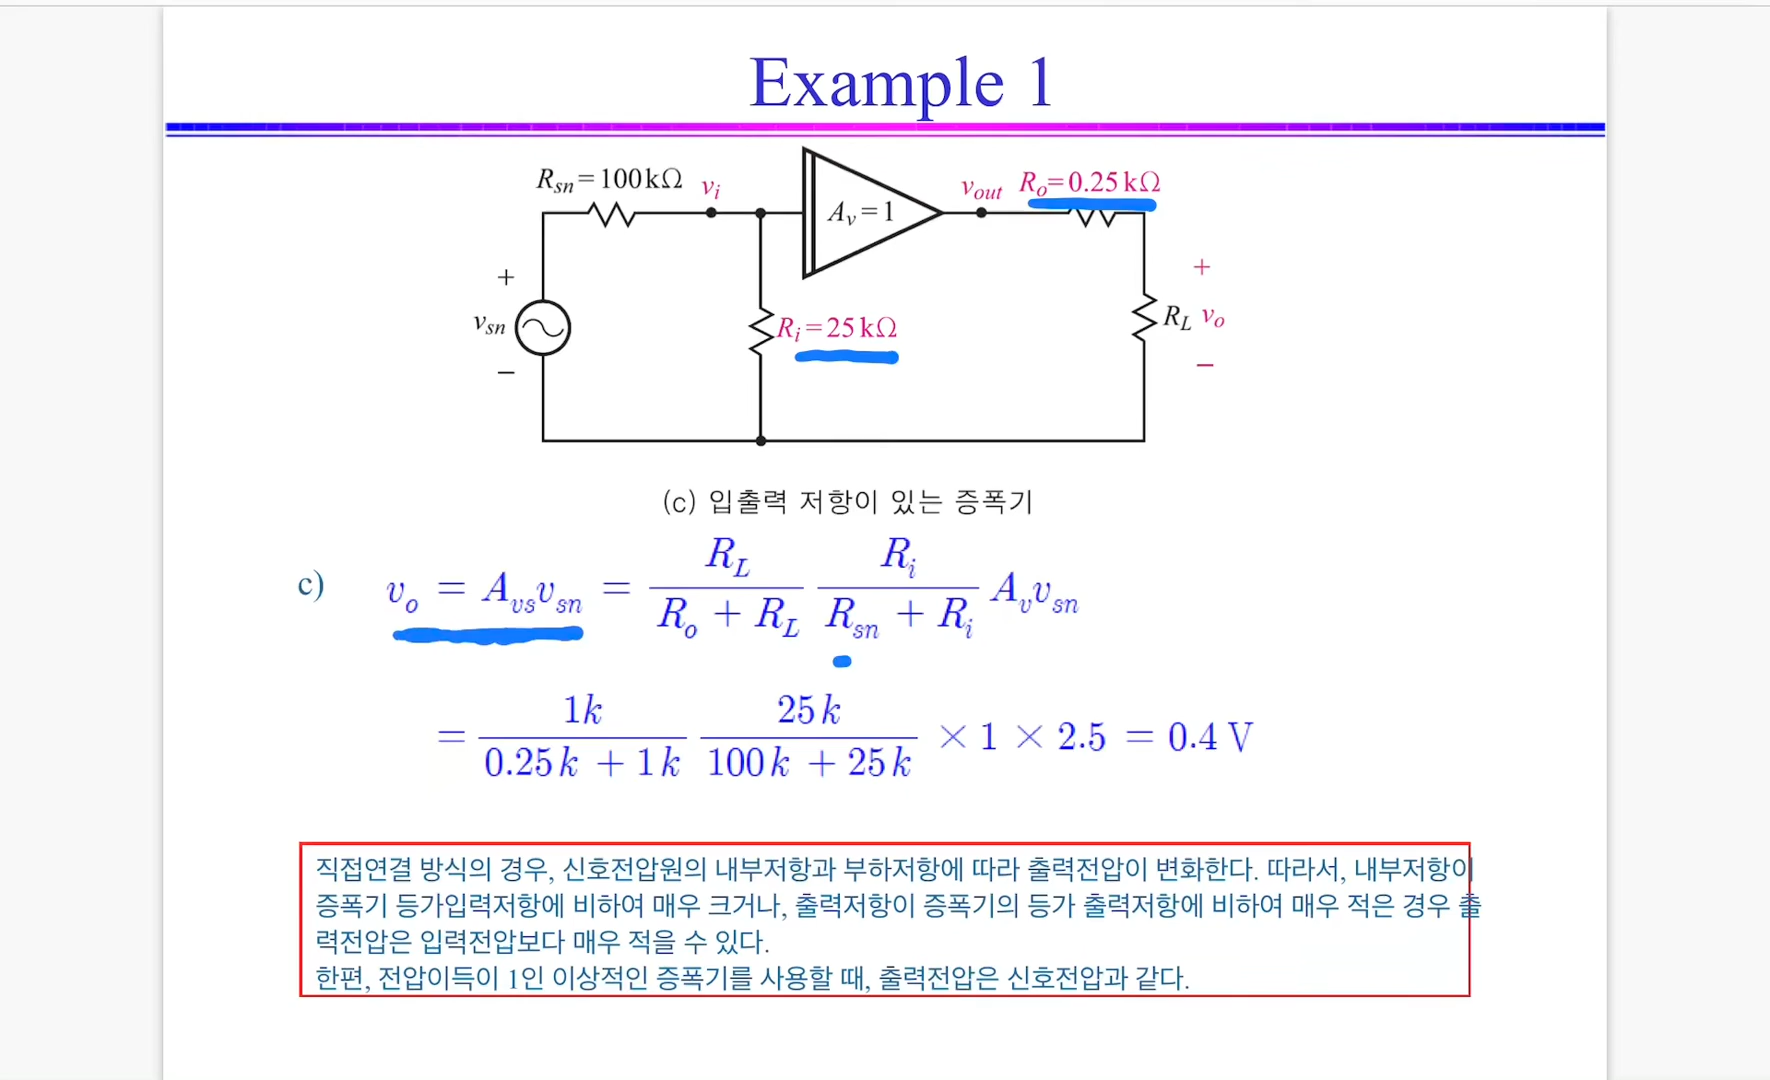 Example 1
R_sn=100kΩ
v_i
A_v=1
v_out
R_o=0.25kΩ
+
v_sn
−
R_i=25kΩ
+
R_L v_o
−
(c) 입출력 저항이 있는 증폭기
c) v_o = A_vs v_sn = R_L / (R_o + R_L) R_i / (R_sn + R_i) A_v v_sn
= 1k / (0.25k + 1k) 25k / (100k + 25k) × 1 × 2.5 = 0.4 V
직접연결 방식의 경우, 신호전압원의 내부저항과 부하저항에 따라 출력전압이 변화한다. 따라서, 내부저항이
증폭기 등가입력저항에 비하여 매우 크거나, 출력저항이 증폭기의 등가 출력저항에 비하여 매우 적은 경우 출
력전압은 입력전압보다 매우 적을 수 있다.
한편, 전압이득이 1인 이상적인 증폭기를 사용할 때, 출력전압은 신호전압과 같다.